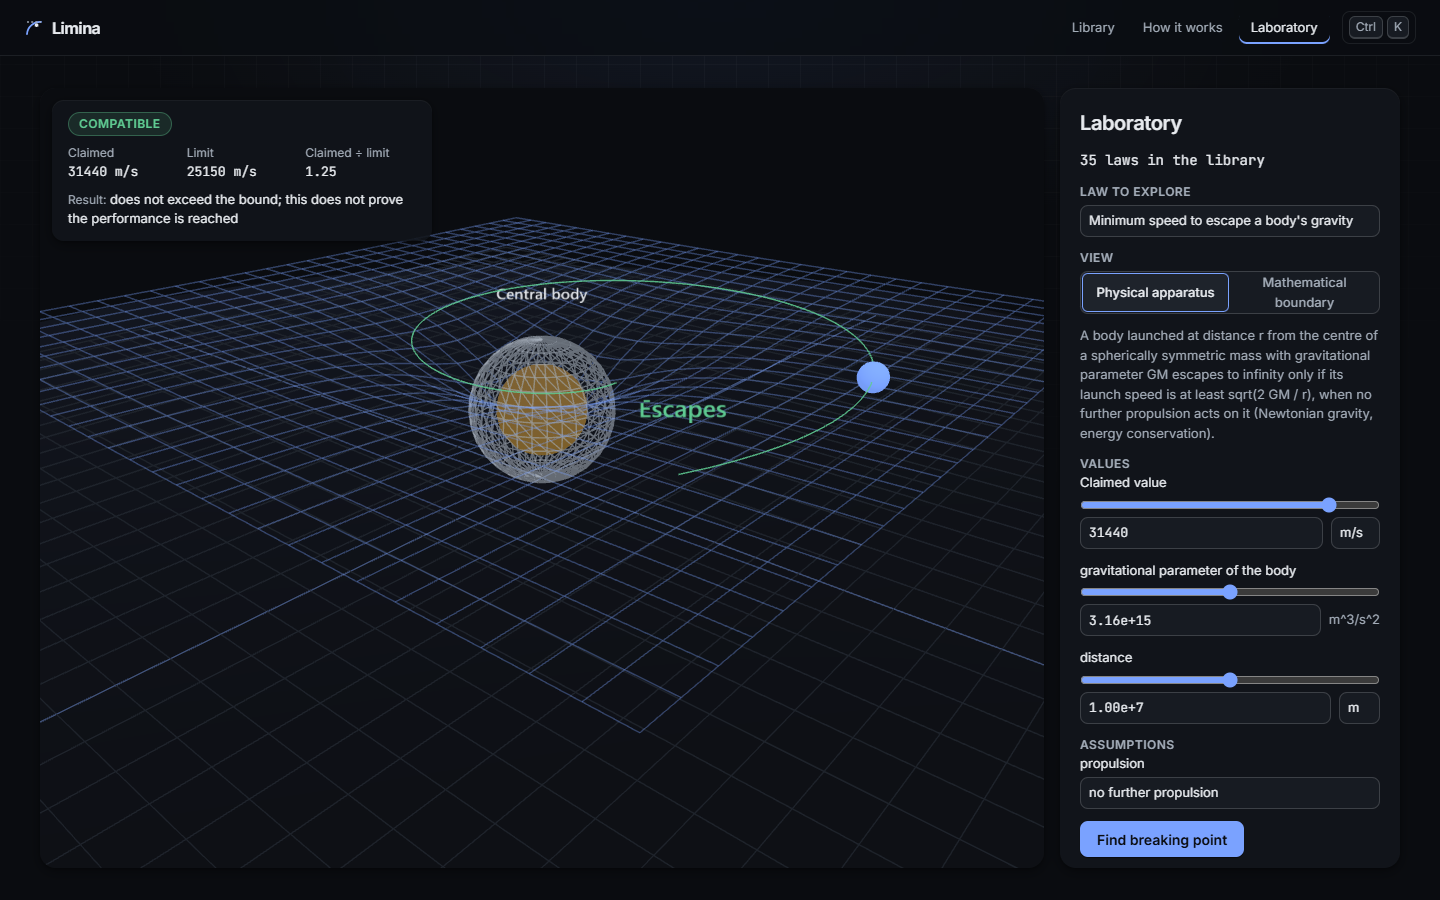 Limina
Library
How it works
Laboratory
Ctrl
K
COMPATIBLE
Claimed
Limit
Claimed ÷ limit
31440 m/s
25150 m/s
1.25
Result: does not exceed the bound; this does not prove
the performance is reached
Central body
Escapes
Laboratory
35 laws in the library
LAW TO EXPLORE
Minimum speed to escape a body's gravity
VIEW
Physical apparatus
Mathematical
boundary
A body launched at distance r from the centre of
a spherically symmetric mass with gravitational
parameter GM escapes to infinity only if its
launch speed is at least sqrt(2 GM / r), when no
further propulsion acts on it (Newtonian gravity,
energy conservation).
VALUES
Claimed value
31440
m/s
gravitational parameter of the body
3.16e+15
m^3/s^2
distance
1.00e+7
m
ASSUMPTIONS
propulsion
no further propulsion
Find breaking point